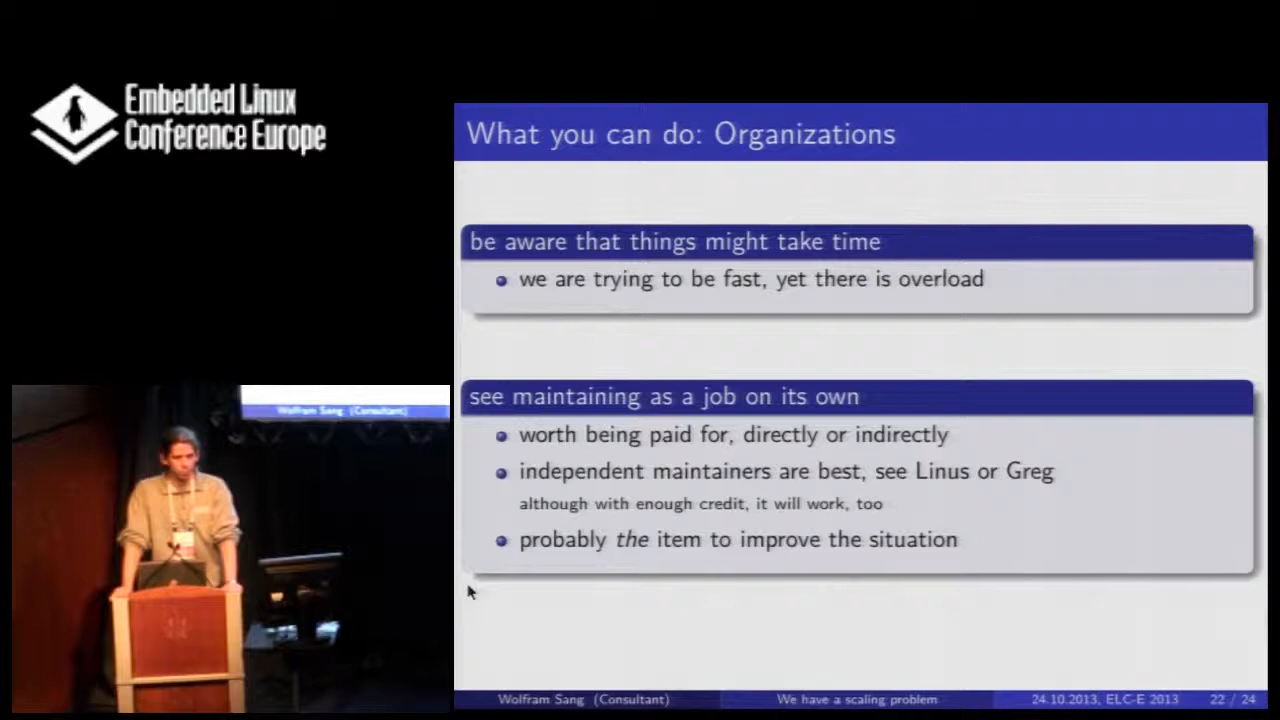 Embedded Linux
Conference Europe
What you can do: Organizations
be aware that things might take time
we are trying to be fast, yet there is overload
see maintaining as a job on its own
worth being paid for, directly or indirectly
independent maintainers are best, see Linus or Greg
although with enough credit, it will work, too
probably the item to improve the situation
Wolfram Sang (Consultant)
Wolfram Sang (Consultant) We have a scaling problem 24.10.2013, ELC-E 2013 22 / 24